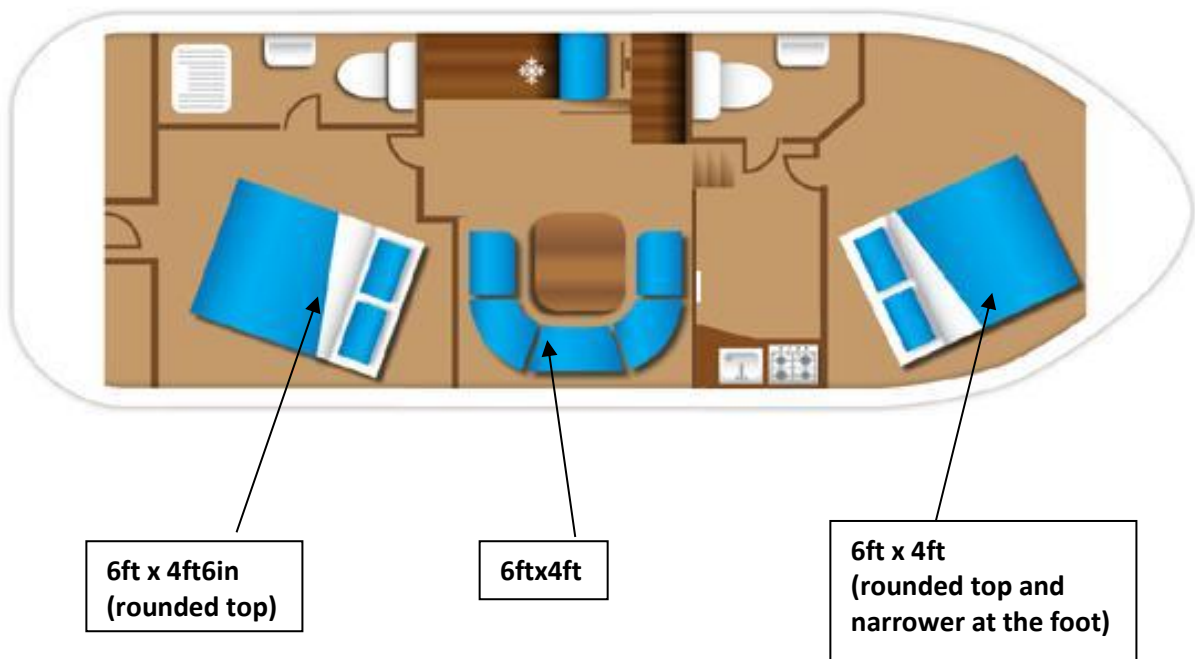 6ft x 4ft6in
(rounded top)
6ftx4ft
6ft x 4ft
(rounded top and
narrower at the foot)